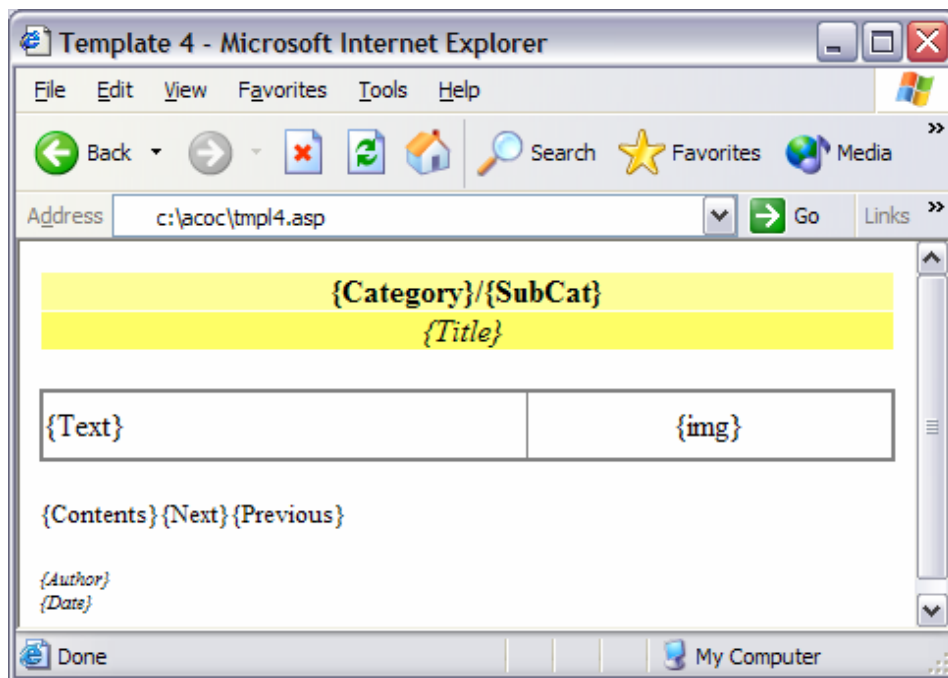 Template 4 - Microsoft Internet Explorer
File Edit View Favorites Tools Help
Back Search Favorites Media »
Address c:\acoc\tmpl4.asp Go Links »
{Category}/{SubCat}
{Title}
{Text} {img}
{Contents}{Next}{Previous}
{Author}
{Date}
Done My Computer